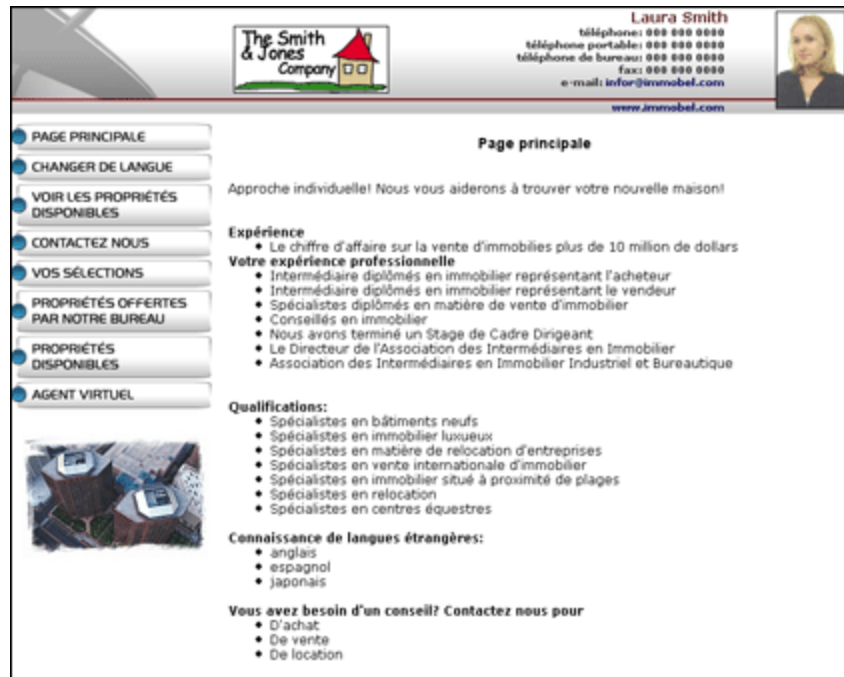 The Smith
& Jones
Company
Laura Smith
téléphone: 000 000 0000
téléphone portable: 000 000 0000
téléphone de bureau: 000 000 0000
fax: 000 000 0000
e-mail: infor@immobel.com
www.immobel.com
PAGE PRINCIPALE
CHANGER DE LANGUE
VOIR LES PROPRIÉTÉS
DISPONIBLES
CONTACTEZ NOUS
VOS SÉLECTIONS
PROPRIÉTÉS OFFERTES
PAR NOTRE BUREAU
PROPRIÉTÉS
DISPONIBLES
AGENT VIRTUEL
Page principale
Approche individuelle! Nous vous aiderons à trouver votre nouvelle maison!
Expérience
Le chiffre d'affaire sur la vente d'immobilies plus de 10 million de dollars
Votre expérience professionnelle
Intermédiaire diplômés en immobilier représentant l'acheteur
Intermédiaire diplômés en immobilier représentant le vendeur
Spécialistes diplômés en matière de vente d'immobilier
Conseillés en immobilier
Nous avons terminé un Stage de Cadre Dirigeant
Le Directeur de l'Association des Intermédiaires en Immobilier
Association des Intermédiaires en Immobilier Industriel et Bureautique
Qualifications:
Spécialistes en bâtiments neufs
Spécialistes en immobilier luxueux
Spécialistes en matière de relocation d'entreprises
Spécialistes en vente internationale d'immobilier
Spécialistes en immobilier situé à proximité de plages
Spécialistes en relocation
Spécialistes en centres équestres
Connaissance de langues étrangères:
anglais
espagnol
japonais
Vous avez besoin d'un conseil? Contactez nous pour
D'achat
De vente
De location